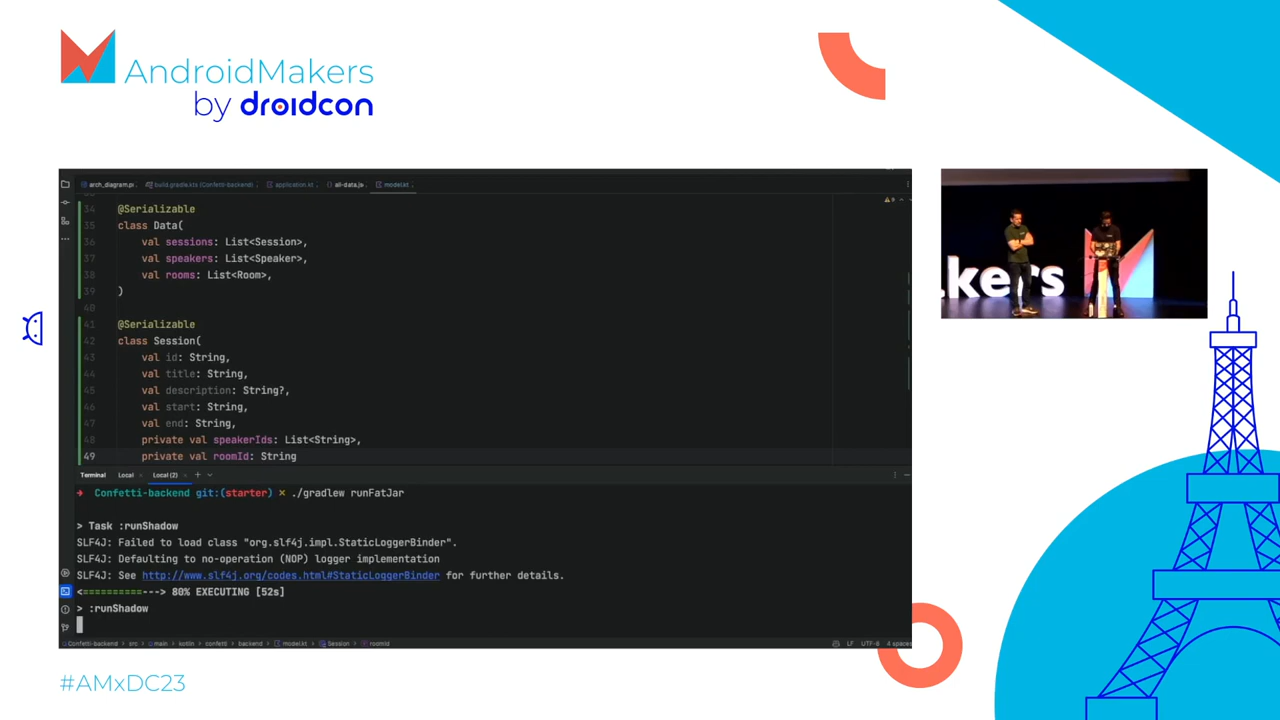 AndroidMakers
by droidcon
arch_diagram.p
build.gradle.kts (Confetti-backend)
application.kt
all-data.js
model.kt
34 @Serializable
35 class Data(
36 val sessions: List<Session>,
37 val speakers: List<Speaker>,
38 val rooms: List<Room>,
39 )
40
41 @Serializable
42 class Session(
43 val id: String,
44 val title: String,
45 val description: String?,
46 val start: String,
47 val end: String,
48 private val speakerIds: List<String>,
49 private val roomId: String
Terminal Local Local (2)
Confetti-backend git:(starter) × ./gradlew runFatJar
> Task :runShadow
SLF4J: Failed to load class "org.slf4j.impl.StaticLoggerBinder".
SLF4J: Defaulting to no-operation (NOP) logger implementation
SLF4J: See http://www.slf4j.org/codes.html#StaticLoggerBinder for further details.
<==========---> 80% EXECUTING [52s]
> :runShadow
Confetti-backend > src > main > kotlin > confetti > backend > model.kt > Session > roomId
LF UTF-8 4 spaces
kers
#AMxDC23